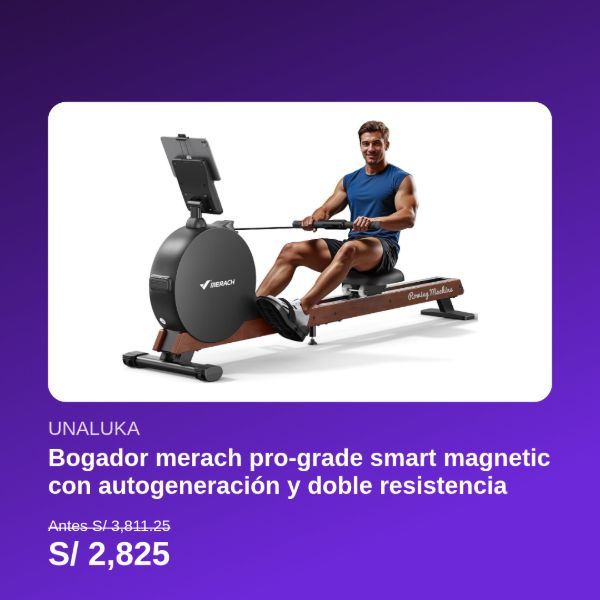 MERACH
Rowing Machine
UNALUKA
Bogador merach pro-grade smart magnetic
con autogeneración y doble resistencia
Antes S/ 3,811.25
S/ 2,825